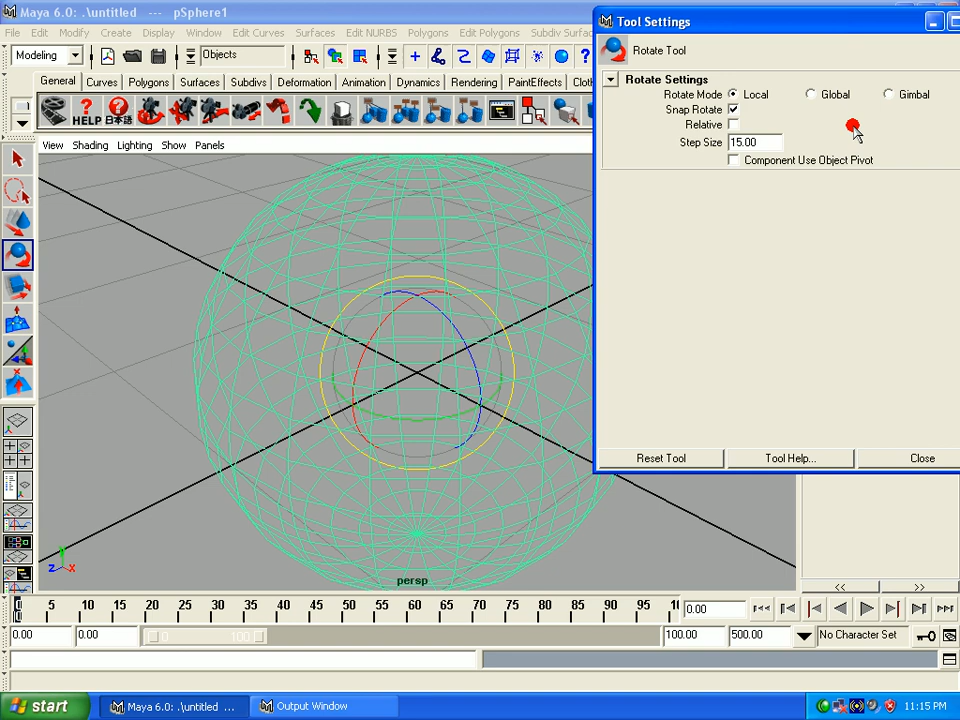 Maya 6.0: .\untitled --- pSphere1
File Edit Modify Create Display Window Edit Curves Surfaces Edit NURBS Polygons Edit Polygons Subdiv Surfac
Modeling Objects ?
General Curves Polygons Surfaces Subdivs Deformation Animation Dynamics Rendering PaintEffects Clot
? HELP ? 日本語
View Shading Lighting Show Panels
Tool Settings
Rotate Tool
Rotate Settings
Rotate Mode Local Global Gimbal
Snap Rotate
Relative
Step Size 15.00
Component Use Object Pivot
Reset Tool Tool Help... Close
y
z x
persp
<< >>
0 5 10 15 20 25 30 35 40 45 50 55 60 65 70 75 80 85 90 95 10 0.00
0.00 0.00 0 100 100.00 500.00 No Character Set
start Maya 6.0: .\untitled ... Output Window 11:15 PM